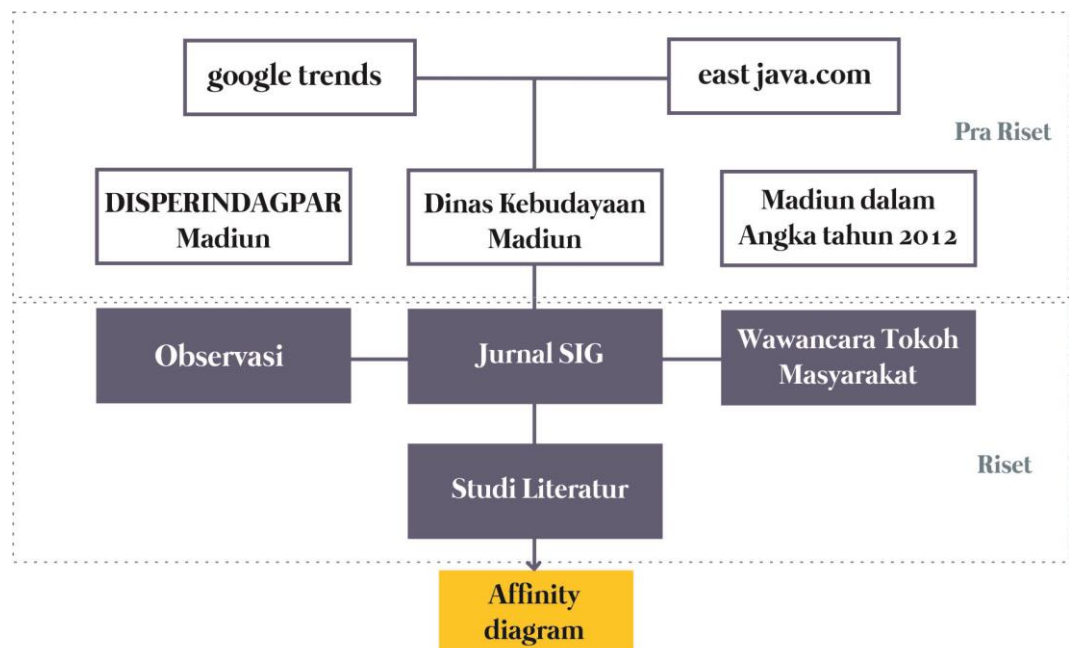 google trends
east java.com
Pra Riset
DISPERINDAGPAR
Madiun
Dinas Kebudayaan
Madiun
Madiun dalam
Angka tahun 2012
Observasi
Jurnal SIG
Wawancara Tokoh
Masyarakat
Studi Literatur
Riset
Affinity
diagram